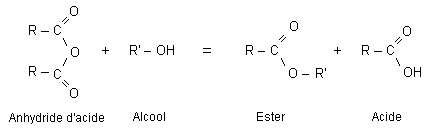 O O O
R – C C R – C
O + R' – OH = R – C + OH
R – C O – R'
O
Anhydride d'acide Alcool Ester Acide